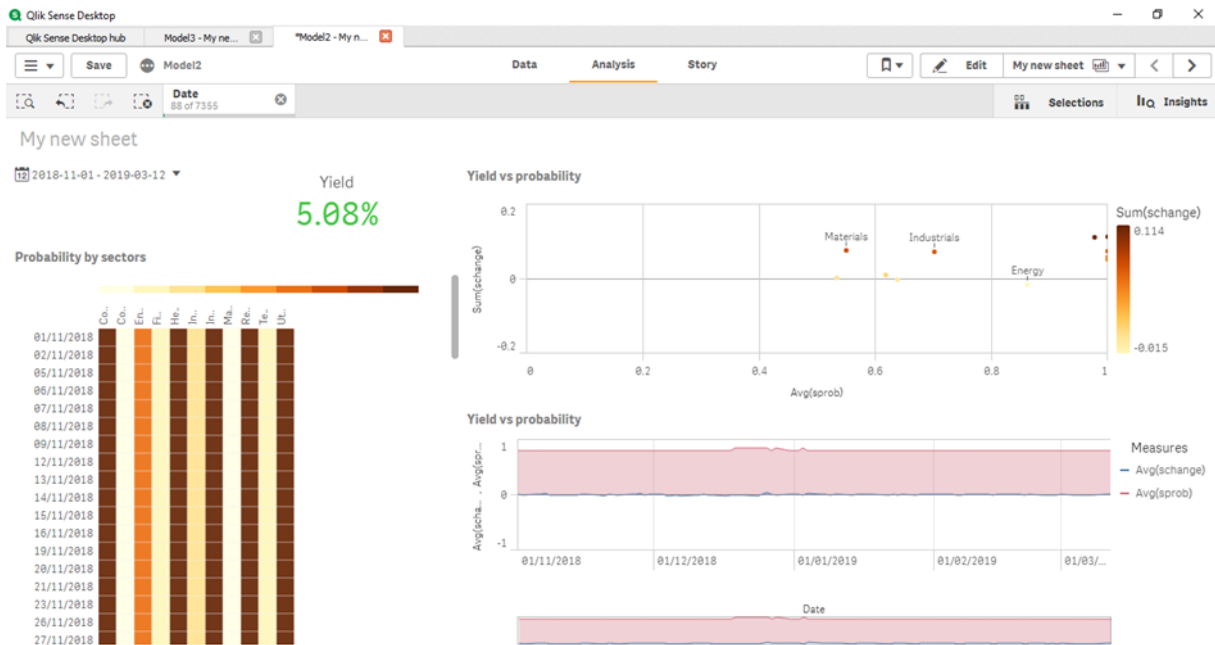 Qlik Sense Desktop
Qlik Sense Desktop hub Model3 - My ne... *Model2 - My n...
Save Model2 Data Analysis Story Edit My new sheet
Date
88 of 7355
Selections Insights
My new sheet
12 2018-11-01 - 2019-03-12
Yield
5.08%
Probability by sectors
Co.. Co.. En.. Fi.. He.. In.. In.. Ma.. Re.. Te.. Ut..
01/11/2018
02/11/2018
05/11/2018
06/11/2018
07/11/2018
08/11/2018
09/11/2018
12/11/2018
13/11/2018
14/11/2018
15/11/2018
16/11/2018
19/11/2018
20/11/2018
21/11/2018
23/11/2018
26/11/2018
27/11/2018
Yield vs probability
Sum(schange)
0.2
0
-0.2
Materials Industrials
Energy
0 0.2 0.4 0.6 0.8 1
Avg(sprob)
Sum(schange)
0.114
-0.015
Yield vs probability
Avg(scha... , Avg(spr...
1
0
-1
01/11/2018 01/12/2018 01/01/2019 01/02/2019 01/03/...
Date
Measures
Avg(schange)
Avg(sprob)